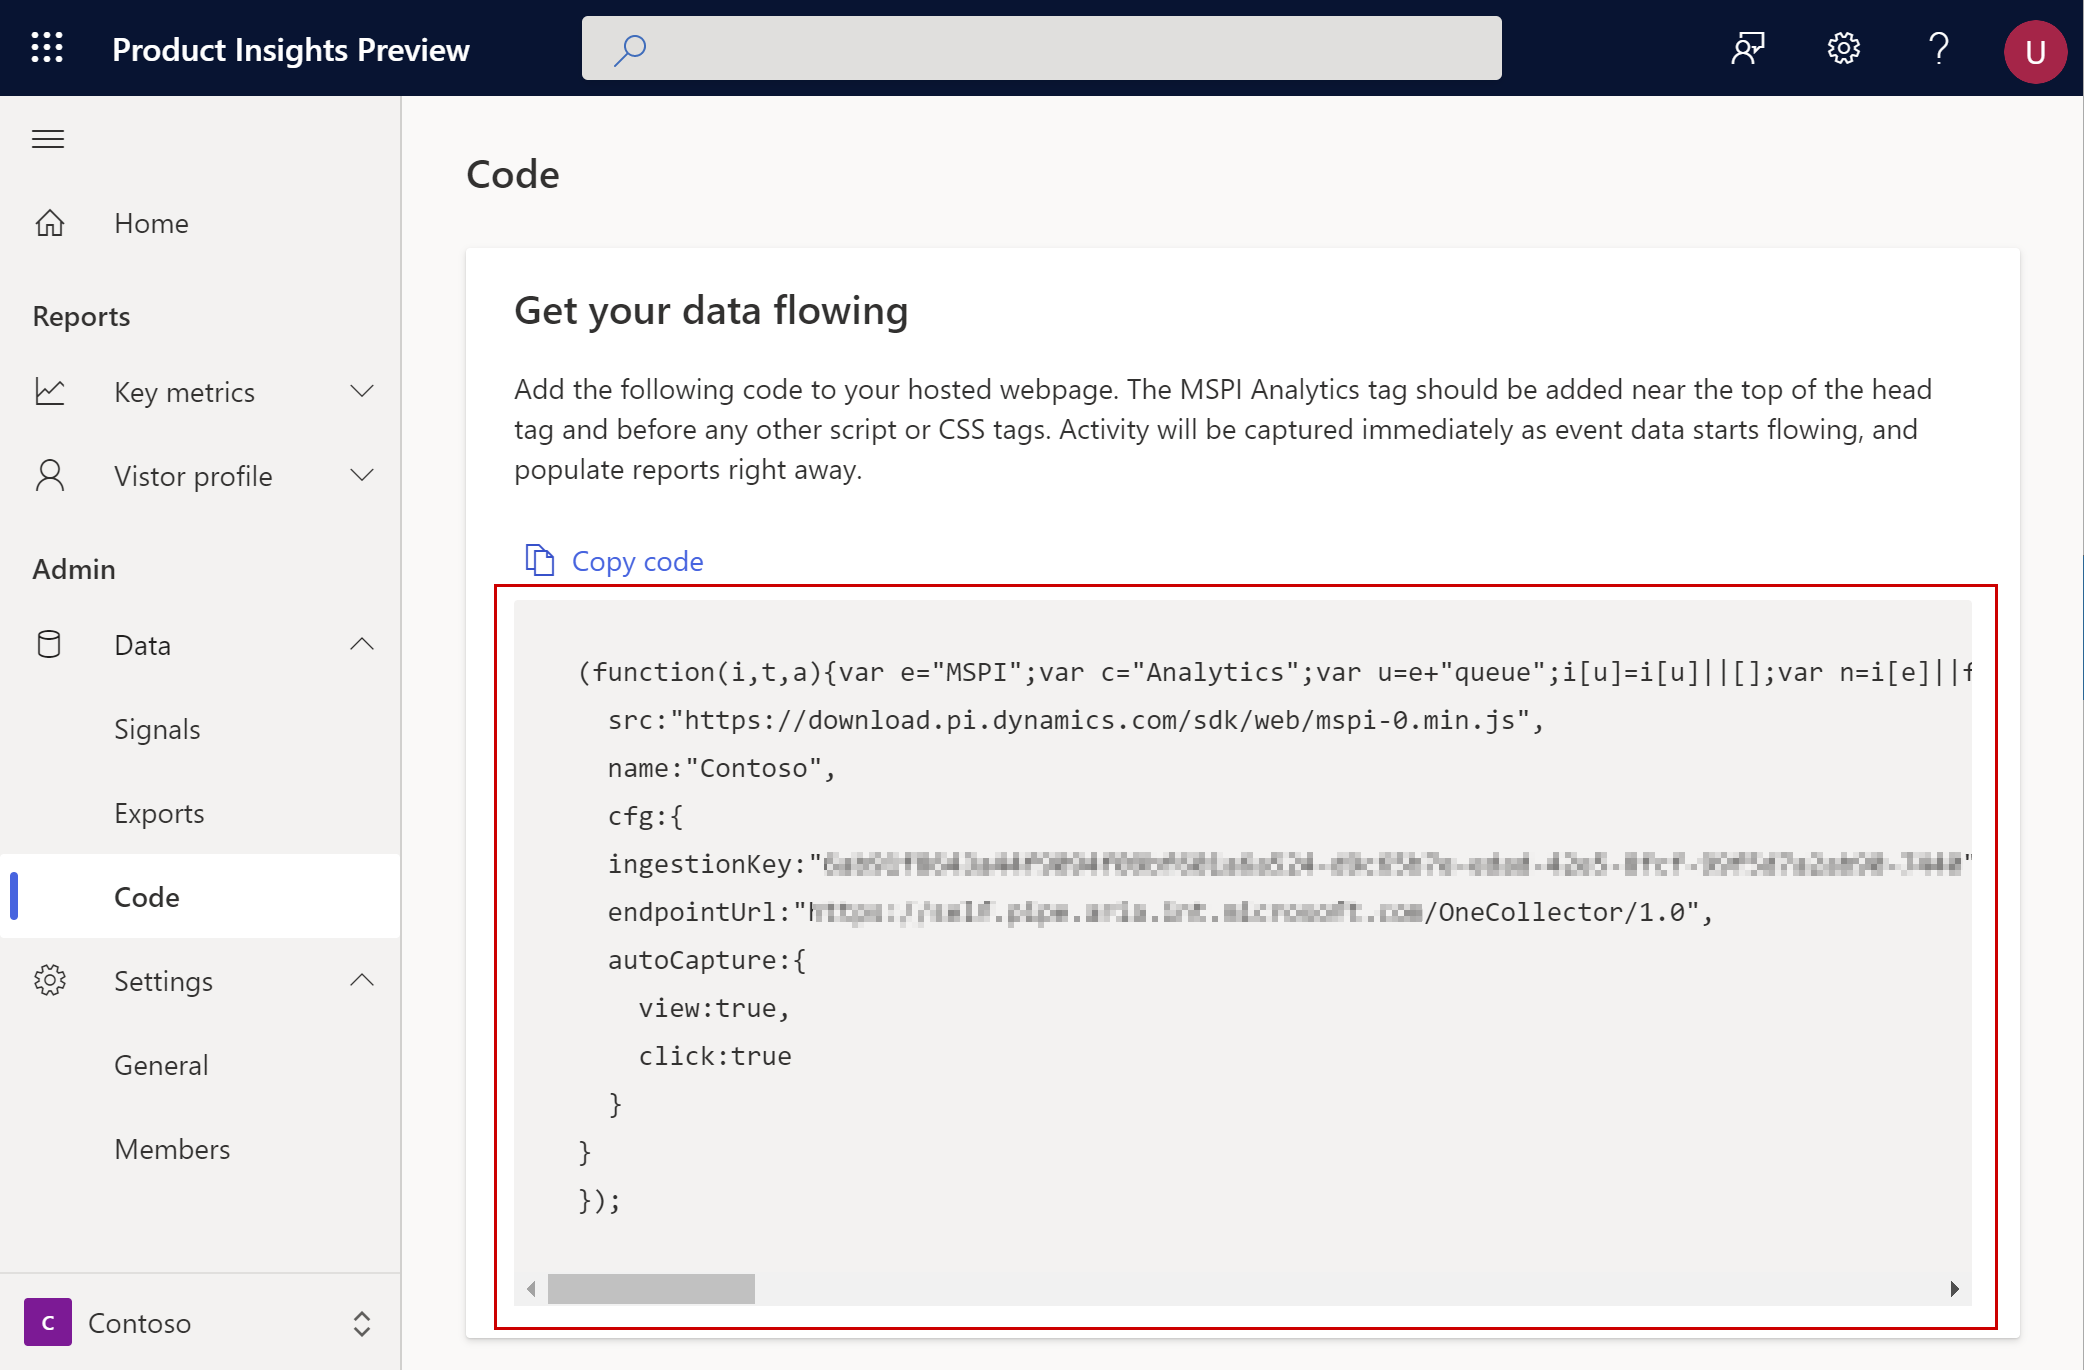 Product Insights Preview
U
Home
Reports
Key metrics
Vistor profile
Admin
Data
Signals
Exports
Code
Settings
General
Members
C Contoso
Code
Get your data flowing
Add the following code to your hosted webpage. The MSPI Analytics tag should be added near the top of the head
tag and before any other script or CSS tags. Activity will be captured immediately as event data starts flowing, and
populate reports right away.
Copy code
(function(i,t,a){var e="MSPI";var c="Analytics";var u=e+"queue";i[u]=i[u]||[];var n=i[e]||f
src:"https://download.pi.dynamics.com/sdk/web/mspi-0.min.js",
name:"Contoso",
cfg:{
ingestionKey:"
endpointUrl:" /OneCollector/1.0",
autoCapture:{
view:true,
click:true
}
}
});